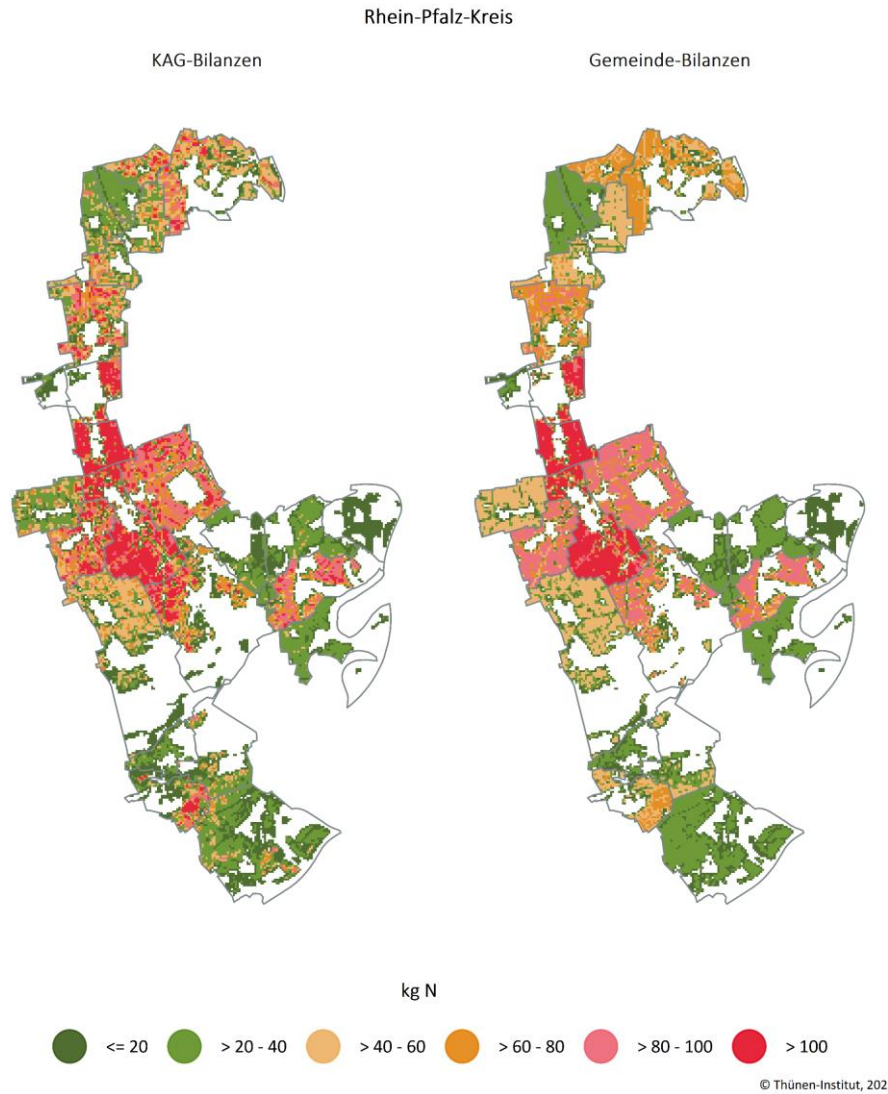 Rhein-Pfalz-Kreis
KAG-Bilanzen Gemeinde-Bilanzen
kg N
<= 20 > 20 - 40 > 40 - 60 > 60 - 80 > 80 - 100 > 100
© Thünen-Institut, 202